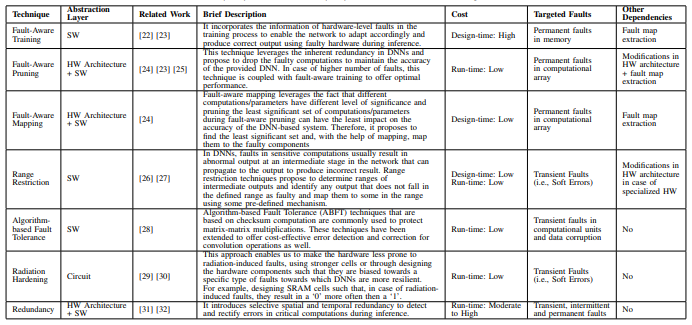 Technique
Abstraction
Layer
Related Work
Brief Description
Cost
Targeted Faults
Other
Dependencies
Fault-Aware
Training
SW
[22] [23]
It incorporates the information of hardware-level faults in the
training process to enable the network to adapt accordingly and
produce correct output using faulty hardware during inference.
Design-time: High
Permanent faults
in memory
Fault map
extraction
Fault-Aware
Pruning
HW Architecture
+ SW
[24] [23] [25]
This technique leverages the inherent redundancy in DNNs and
propose to drop the faulty computations to maintain the accuracy
of the provided DNN. In case of higher number of faults, this
technique is coupled with fault-aware training to offer optimal
performance.
Run-time: Low
Permanent faults
in computational
array
Modifications in
HW architecture
+ fault map
extraction
Fault-Aware
Mapping
HW Architecture
+ SW
[24]
Fault-aware mapping leverages the fact that different
computations/parameters have different level of significance and
pruning the least significant set of computations/parameters
during fault-aware pruning can have the least impact on the
accuracy of the DNN-based system. Therefore, it proposes to
find the least significant set and, with the help of mapping, map
them to the faulty components
Design-time: Low
Permanent faults
in computational
array
Fault map
extraction
Range
Restriction
SW
[26] [27]
In DNNs, faults in sensitive computations usually result in
abnormal output at an intermediate stage in the network that can
propagate to the output to produce incorrect result. Range
restriction techniques propose to determine ranges of
intermediate outputs and identify any output that does not fall in
the defined range as faulty and map them to some in the range
using some pre-defined mechanism.
Design-time: Low
Run-time: Low
Transient Faults
(i.e., Soft Errors)
Modifications in
HW architecture
in case of
specialized HW
Algorithm-
based Fault
Tolerance
SW
[28]
Algorithm-based Fault Tolerance (ABFT) techniques that are
based on checksum computation are commonly used to protect
matrix-matrix multiplications. These techniques have been
extended to offer cost-effective error detection and correction for
convolution operations as well.
Run-time: Low
Transient faults in
computational units
and data corruption
No
Radiation
Hardening
Circuit
[29] [30]
This approach enables us to make the hardware less prone to
radiation-induced faults, using stronger cells or through designing
the hardware components such that they are biased towards a
specific type of faults towards which DNNs are more resilient.
For example, designing SRAM cells such that, in case of radiation-
induced faults, they result in a '0' more often then a '1'.
Run-time: Low
Transient Faults
(i.e., Soft Errors)
No
Redundancy
HW Architecture
+ SW
[31] [32]
It introduces selective spatial and temporal redundancy to detect
and rectify errors in critical computations during inference.
Run-time: Moderate
to High
Transient, intermittent
and permanent faults
No